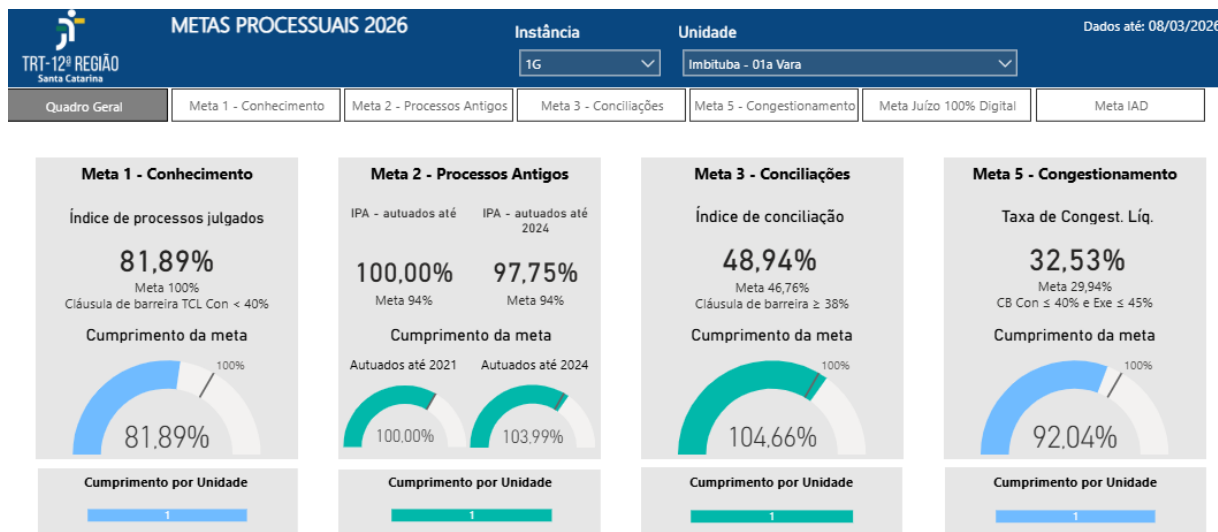 METAS PROCESSUAIS 2026
Instância
Unidade
Dados até: 08/03/2026
TRT-12ª REGIÃO
Santa Catarina
1G
Imbituba - 01a Vara
Quadro Geral
Meta 1 - Conhecimento
Meta 2 - Processos Antigos
Meta 3 - Conciliações
Meta 5 - Congestionamento
Meta Juízo 100% Digital
Meta IAD
Meta 1 - Conhecimento
Índice de processos julgados
81,89%
Meta 100%
Cláusula de barreira TCL Con < 40%
Cumprimento da meta
100%
81,89%
Cumprimento por Unidade
1
Meta 2 - Processos Antigos
IPA - autuados até
100,00%
Meta 94%
IPA - autuados até
2024
97,75%
Meta 94%
Cumprimento da meta
Autuados até 2021
100,00%
Autuados até 2024
103,99%
Cumprimento por Unidade
1
Meta 3 - Conciliações
Índice de conciliação
48,94%
Meta 46,76%
Cláusula de barreira ≥ 38%
Cumprimento da meta
100%
104,66%
Cumprimento por Unidade
1
Meta 5 - Congestionamento
Taxa de Congest. Líq.
32,53%
Meta 29,94%
CB Con ≤ 40% e Exe ≤ 45%
Cumprimento da meta
100%
92,04%
Cumprimento por Unidade
1